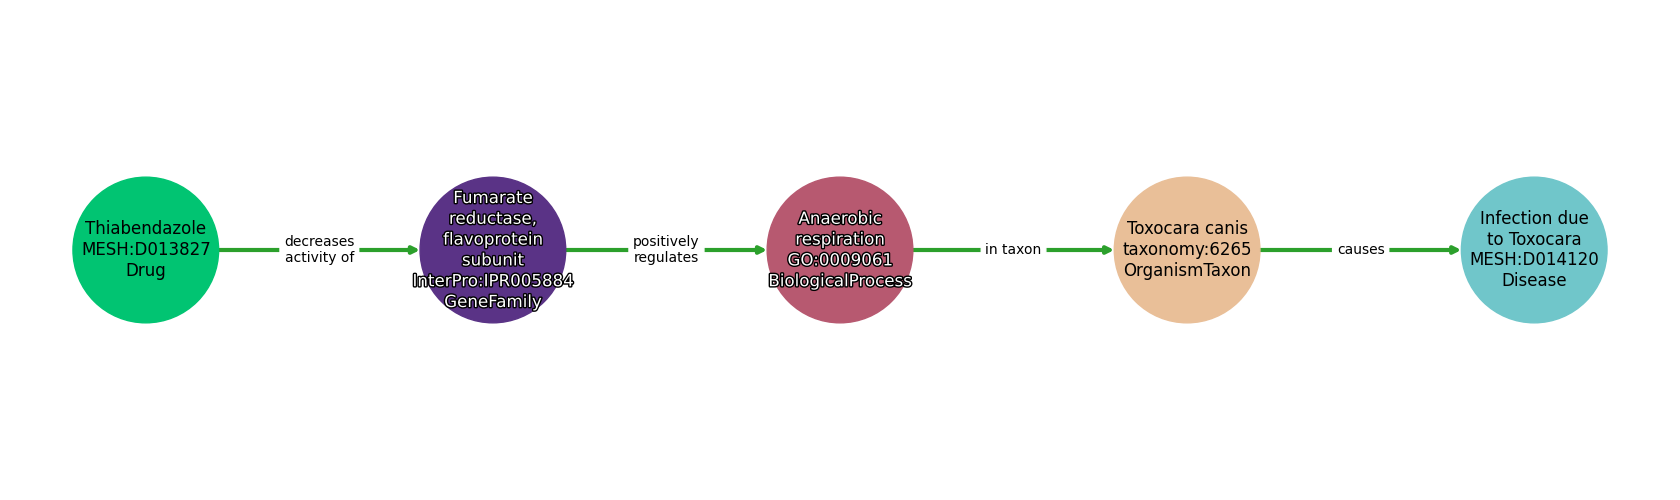 Thiabendazole
MESH:D013827
Drug
decreases
activity of
Fumarate
reductase,
flavoprotein
subunit
InterPro:IPR005884
GeneFamily
positively
regulates
Anaerobic
respiration
GO:0009061
BiologicalProcess
in taxon
Toxocara canis
taxonomy:6265
OrganismTaxon
causes
Infection due
to Toxocara
MESH:D014120
Disease